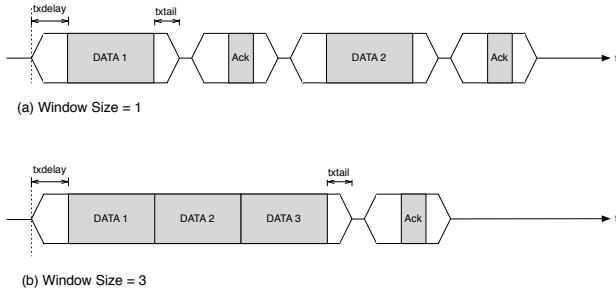 txdelay txtail
DATA 1 Ack DATA 2 Ack t
(a) Window Size = 1
txdelay txtail
DATA 1 DATA 2 DATA 3 Ack t
(b) Window Size = 3